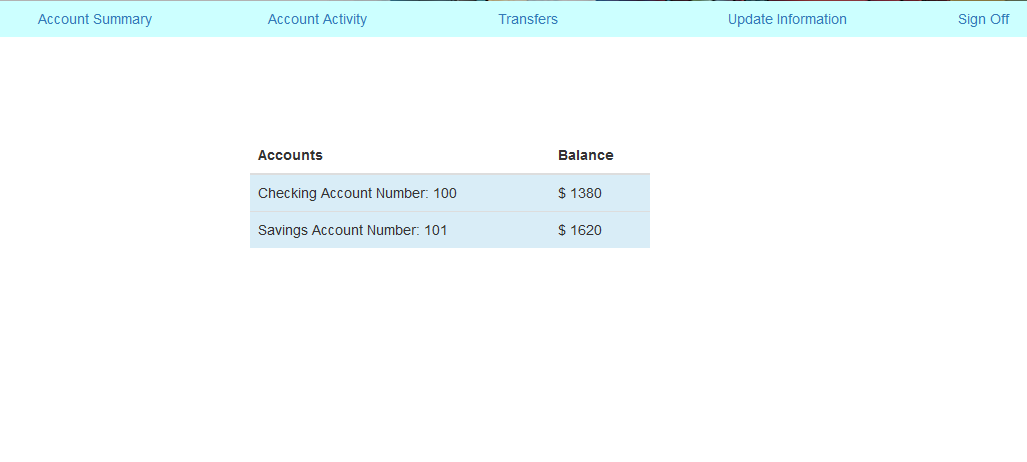 Account Summary Account Activity Transfers Update Information Sign Off
Accounts Balance
Checking Account Number: 100 $ 1380
Savings Account Number: 101 $ 1620